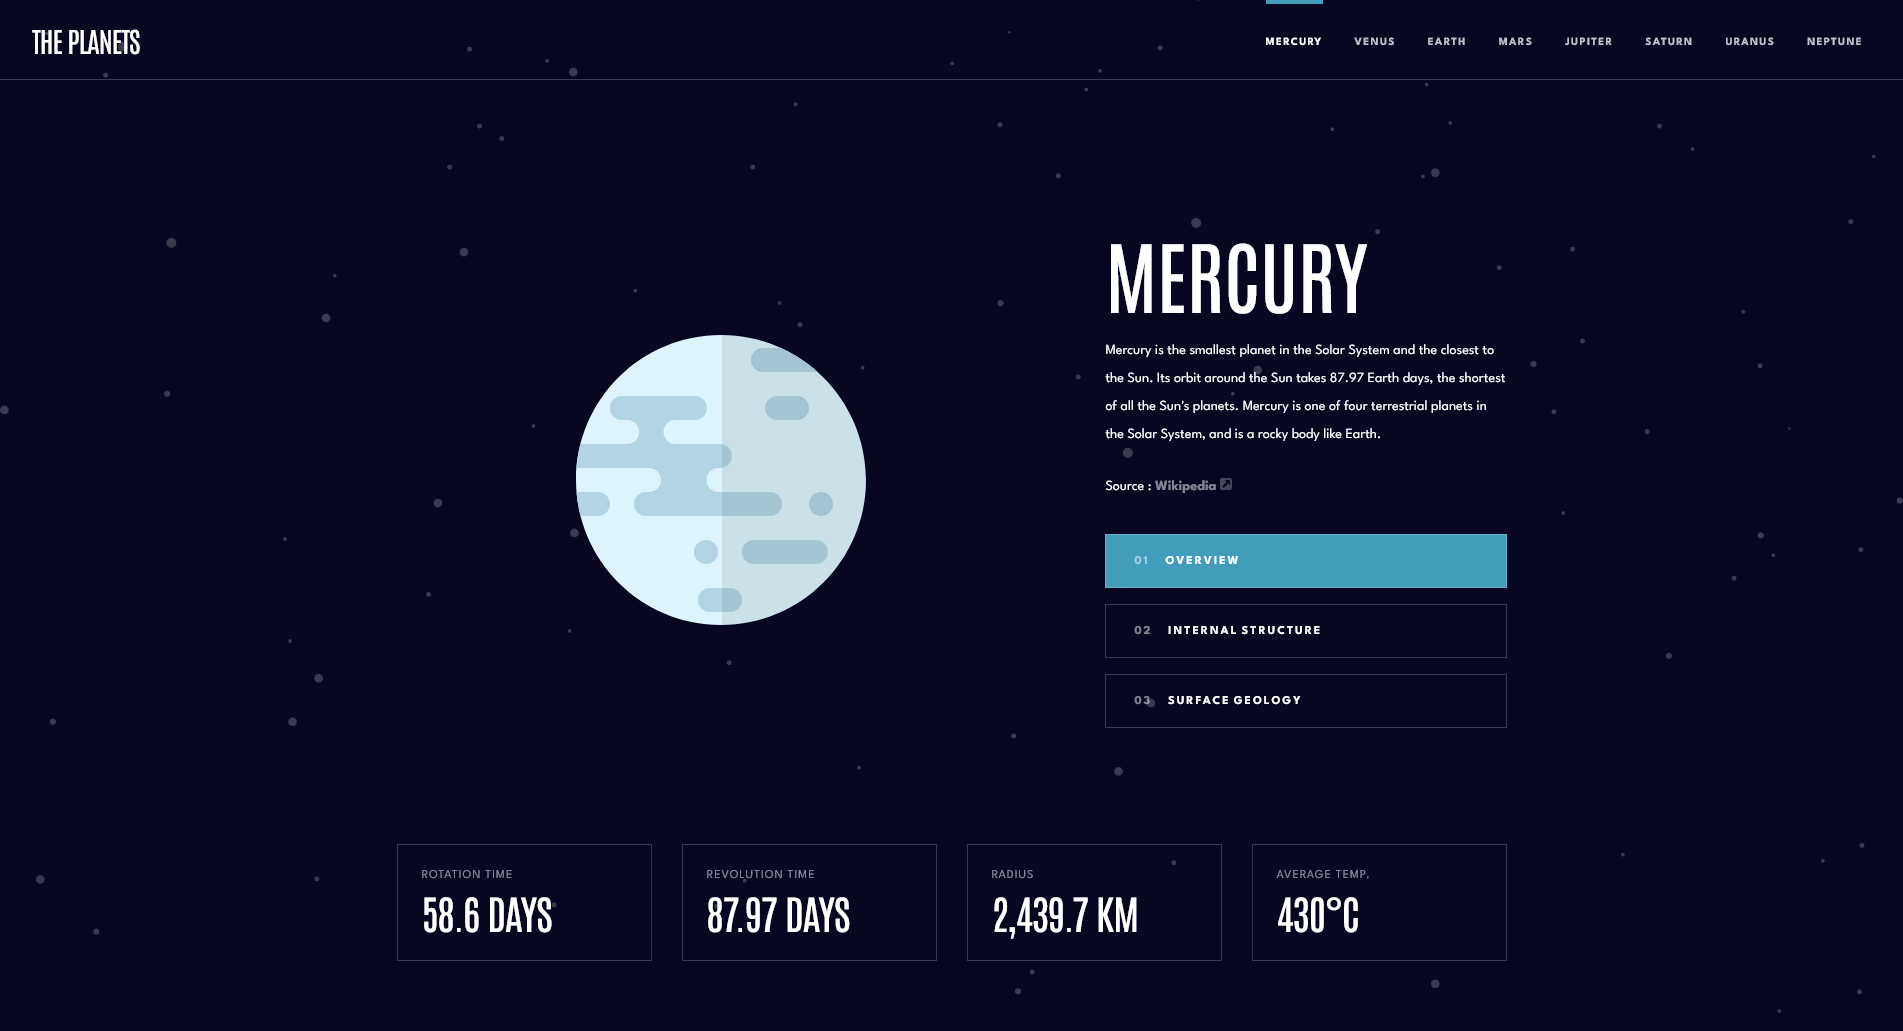 THE PLANETS
MERCURY VENUS EARTH MARS JUPITER SATURN URANUS NEPTUNE
MERCURY
Mercury is the smallest planet in the Solar System and the closest to
the Sun. Its orbit around the Sun takes 87.97 Earth days, the shortest
of all the Sun's planets. Mercury is one of four terrestrial planets in
the Solar System, and is a rocky body like Earth.
Source : Wikipedia
01 OVERVIEW
02 INTERNAL STRUCTURE
03 SURFACE GEOLOGY
ROTATION TIME
58.6 DAYS
REVOLUTION TIME
87.97 DAYS
RADIUS
2,439.7 KM
AVERAGE TEMP.
430°C